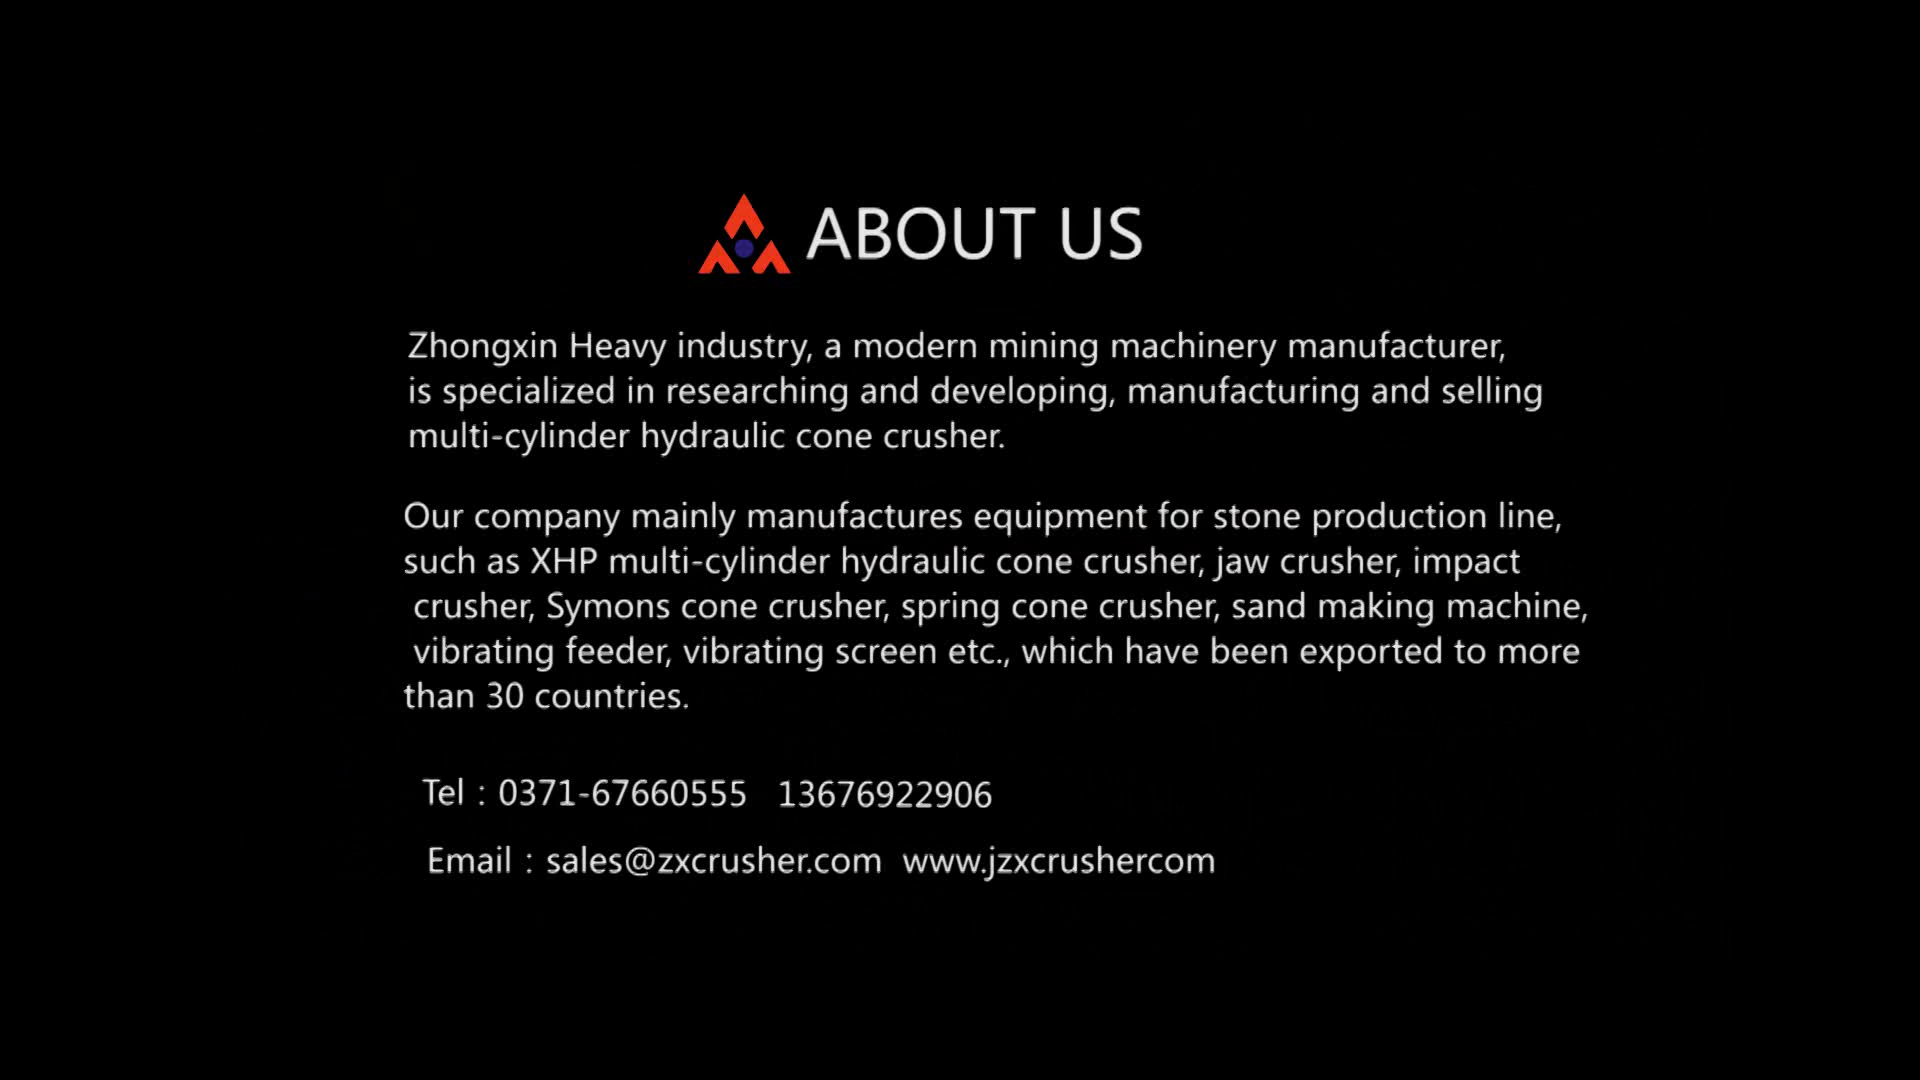 ABOUT US
Zhongxin Heavy industry, a modern mining machinery manufacturer,
is specialized in researching and developing, manufacturing and selling
multi-cylinder hydraulic cone crusher.
Our company mainly manufactures equipment for stone production line,
such as XHP multi-cylinder hydraulic cone crusher, jaw crusher, impact
crusher, Symons cone crusher, spring cone crusher, sand making machine,
vibrating feeder, vibrating screen etc., which have been exported to more
than 30 countries.
Tel : 0371-67660555 13676922906
Email : sales@zxcrusher.com www.jzxcrushercom